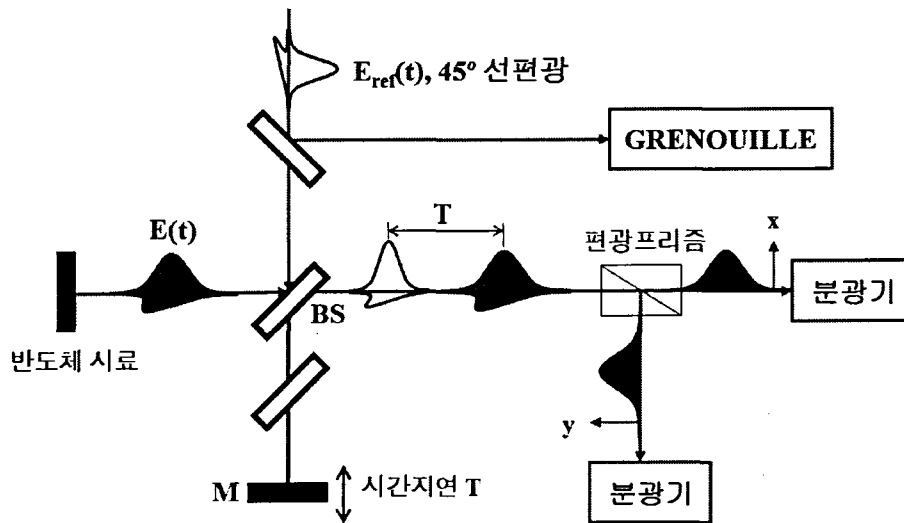 E_ref(t), 45° 선편광
GRENOUILLE
E(t)
T
편광프리즘
x
분광기
BS
반도체 시료
y
M
시간지연 T
분광기